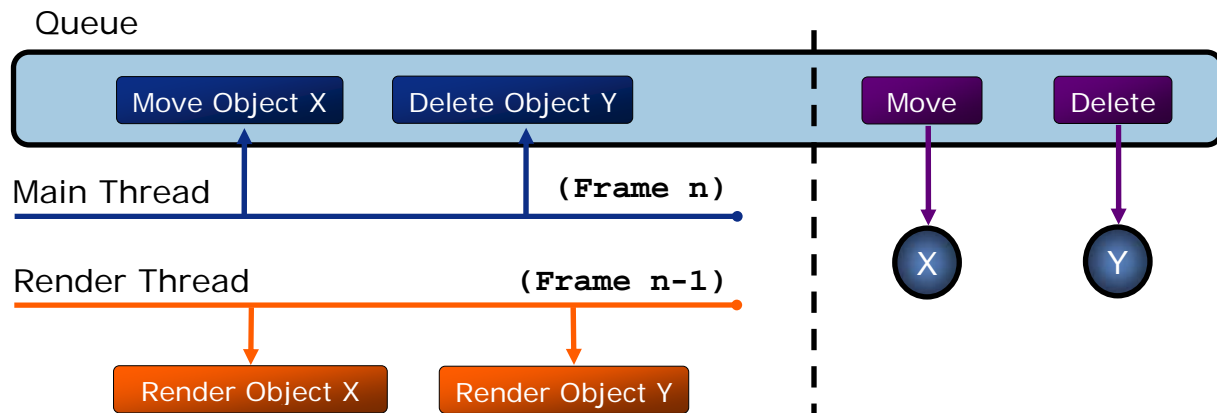 Queue
Move Object X
Delete Object Y
Move
Delete
Main Thread
(Frame n)
X
Y
Render Thread
(Frame n-1)
Render Object X
Render Object Y